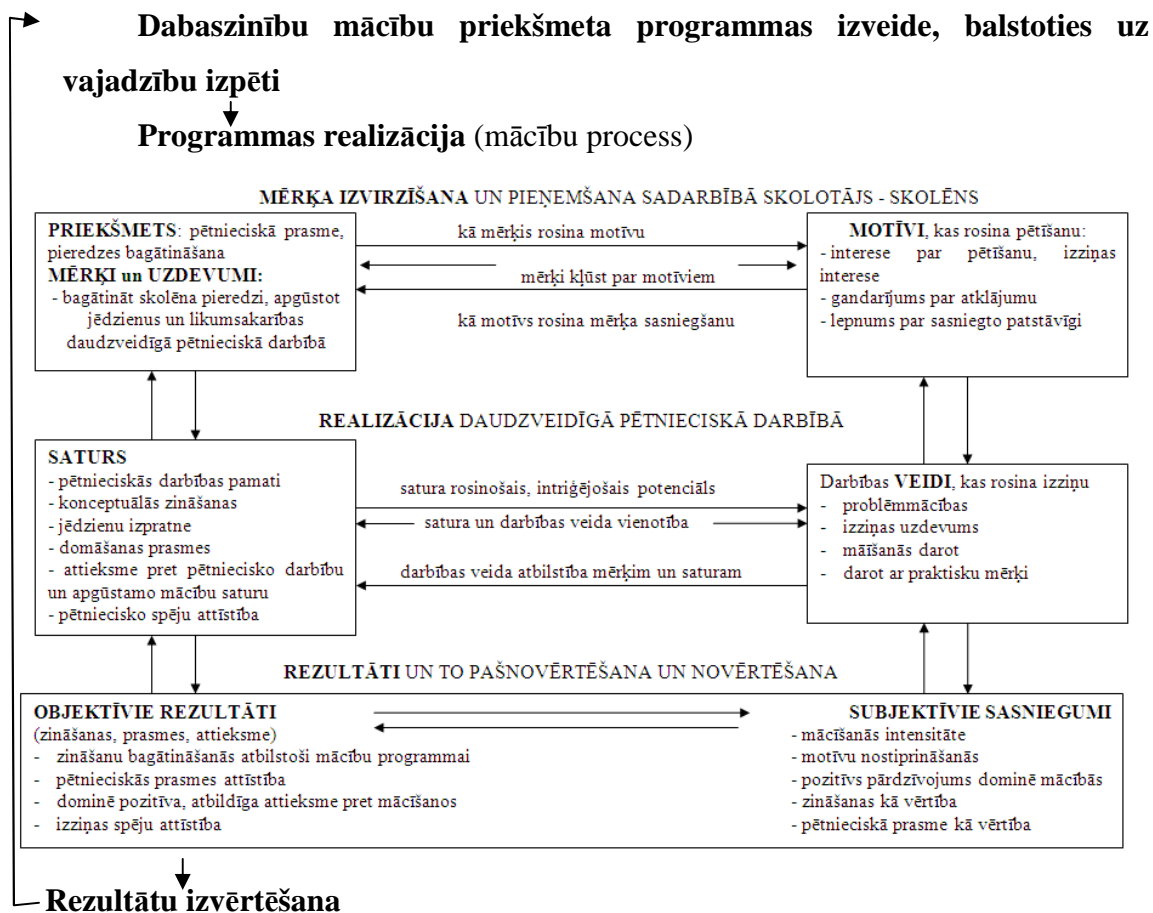 Dabaszinību mācību priekšmeta programmas izveide, balstoties uz
vajadzību izpēti
Programmas realizācija (mācību process)
MĒRĶA IZVIRZĪŠANA UN PIEŅEMŠANA SADARBĪBĀ SKOLOTĀJS - SKOLĒNS
PRIEKŠMETS: pētnieciskā prasme,
pieredzes bagātināšana
MĒRĶI un UZDEVUMI:
- bagātināt skolēna pieredzi, apgūstot
jēdzienus un likumsakarības
daudzveidīgā pētnieciskā darbībā
kā mērķis rosina motīvu
mērķi kļūst par motīviem
kā motīvs rosina mērķa sasniegšanu
MOTĪVI, kas rosina pētīšanu:
- interese par pētīšanu, izziņas
interese
- gandarījums par atklājumu
- lepnums par sasniegto patstāvīgi
REALIZĀCIJA DAUDZVEIDĪGĀ PĒTNIECISKĀ DARBĪBĀ
SATURS
- pētnieciskās darbības pamati
- konceptuālās zināšanas
- jēdzienu izpratne
- domāšanas prasmes
- attieksme pret pētniecisko darbību
un apgūstamo mācību saturu
- pētniecisko spēju attīstība
satura rosinošais, intriģējošais potenciāls
satura un darbības veida vienotība
darbības veida atbilstība mērķim un saturam
Darbības VEIDI, kas rosina izziņu
- problēmmācības
- izziņas uzdevums
- māīšanās darot
- darot ar praktisku mērķi
REZULTĀTI UN TO PAŠNOVĒRTĒŠANA UN NOVĒRTĒŠANA
OBJEKTĪVIE REZULTĀTI
(zināšanas, prasmes, attieksme)
- zināšanu bagātināšanās atbilstoši mācību programmai
- pētnieciskās prasmes attīstība
- dominē pozitīva, atbildīga attieksme pret mācīšanos
- izziņas spēju attīstība
SUBJEKTĪVIE SASNIEGUMI
- mācīšanās intensitāte
- motīvu nostiprināšanās
- pozitīvs pārdzīvojums dominē mācībās
- zināšanas kā vērtība
- pētnieciskā prasme kā vērtība
Rezultātu izvērtēšana